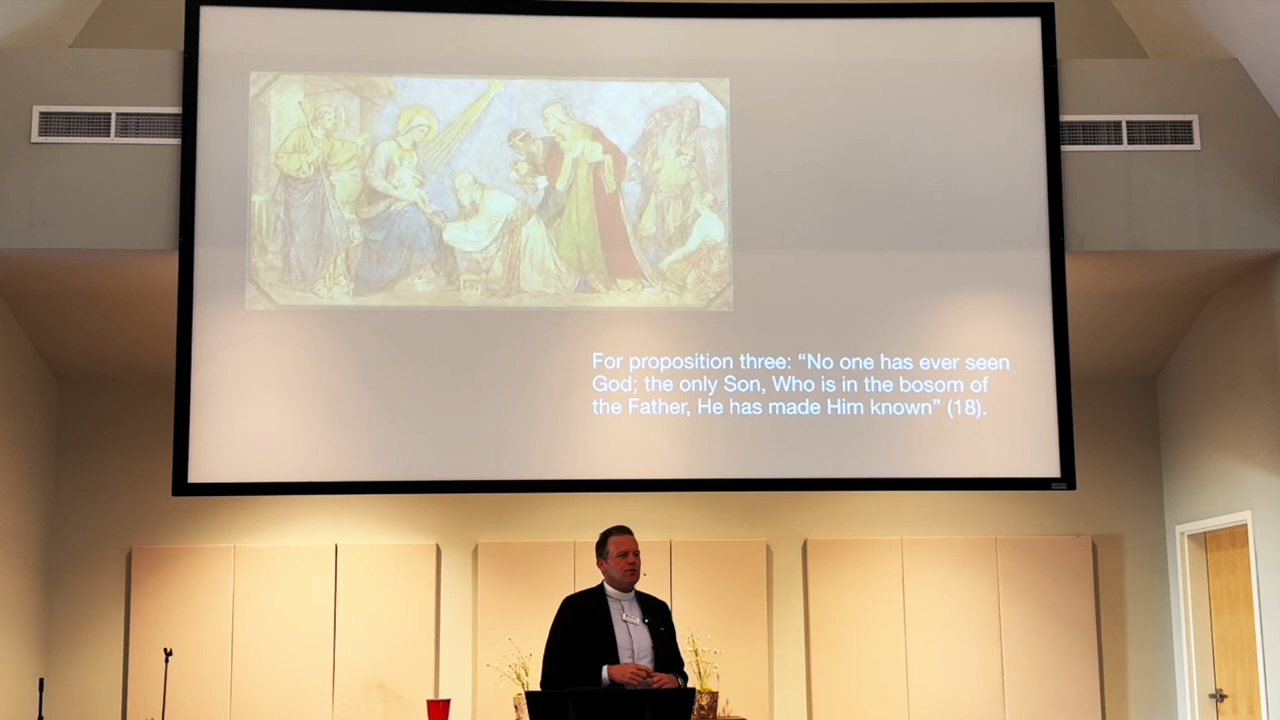 For proposition three: “No one has ever seen
God; the only Son, Who is in the bosom of
the Father, He has made Him known” (18).